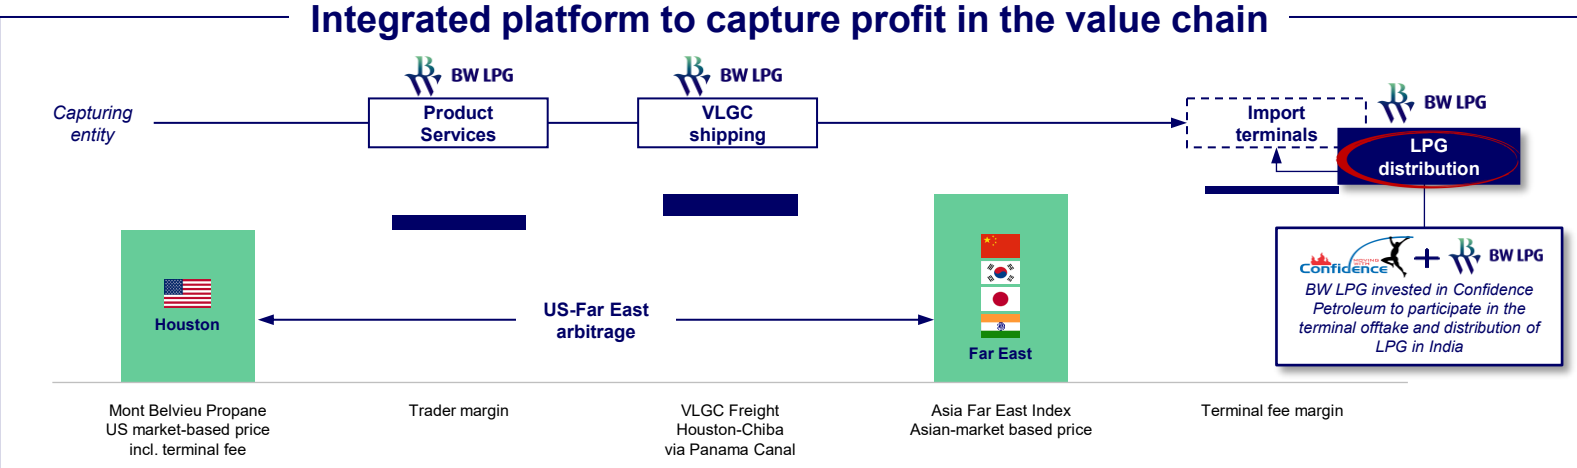 Integrated platform to capture profit in the value chain
BW LPG
BW LPG
BW LPG
Capturing
entity
Product
Services
VLGC
shipping
Import
terminals
LPG
distribution
Houston
US-Far East
arbitrage
Far East
MOVING
WITH
Confidence
+
BW LPG
BW LPG invested in Confidence
Petroleum to participate in the
terminal offtake and distribution of
LPG in India
Mont Belvieu Propane
US market-based price
incl. terminal fee
Trader margin
VLGC Freight
Houston-Chiba
via Panama Canal
Asia Far East Index
Asian-market based price
Terminal fee margin